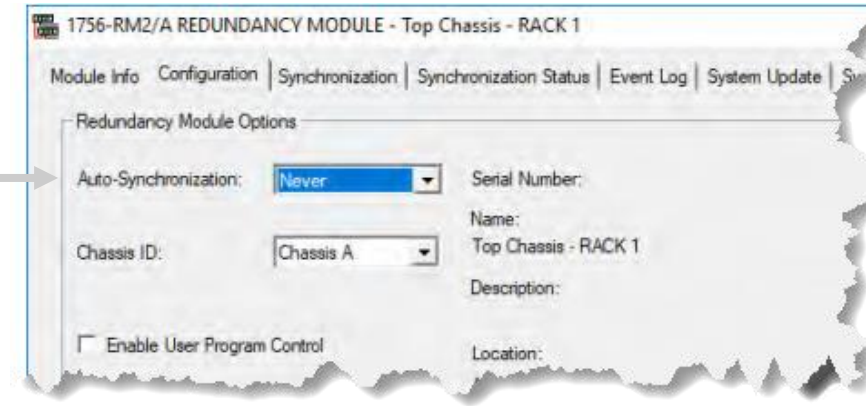 1756-RM2/A REDUNDANCY MODULE - Top Chassis - RACK 1
Module Info Configuration Synchronization Synchronization Status Event Log System Update
Redundancy Module Options
Auto-Synchronization: Never Serial Number:
Name:
Chassis ID: Chassis A Top Chassis - RACK 1
Description:
Enable User Program Control
Location: